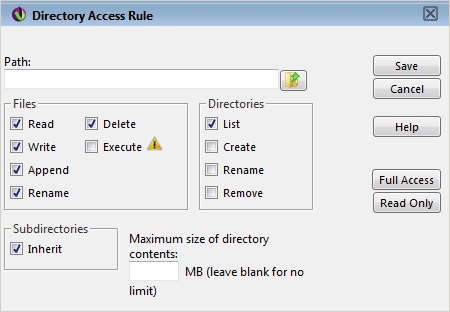 Directory Access Rule
Path:
Save
Cancel
Files
Directories
Read
Delete
List
Write
Execute
Create
Help
Append
Rename
Rename
Remove
Full Access
Read Only
Subdirectories
Inherit
Maximum size of directory
contents:
MB (leave blank for no
limit)